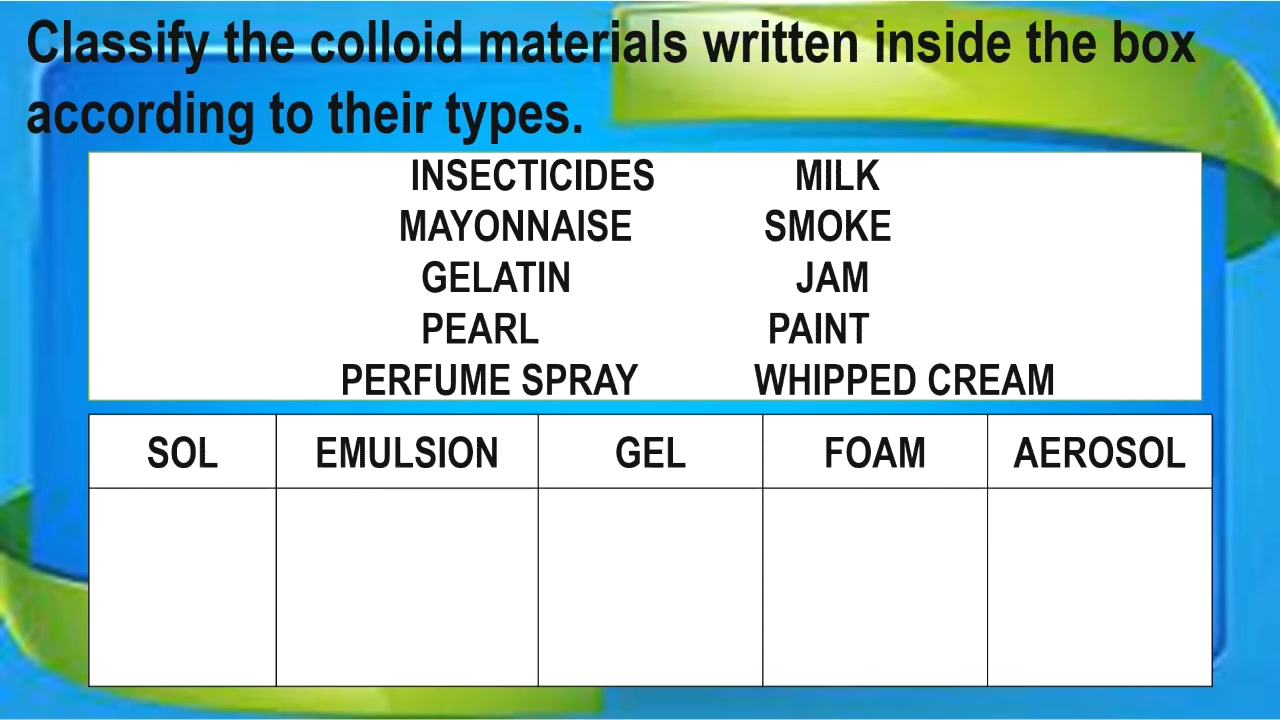 Classify the colloid materials written inside the box
according to their types.
INSECTICIDES MILK
MAYONNAISE SMOKE
GELATIN JAM
PEARL PAINT
PERFUME SPRAY WHIPPED CREAM
SOL EMULSION GEL FOAM AEROSOL